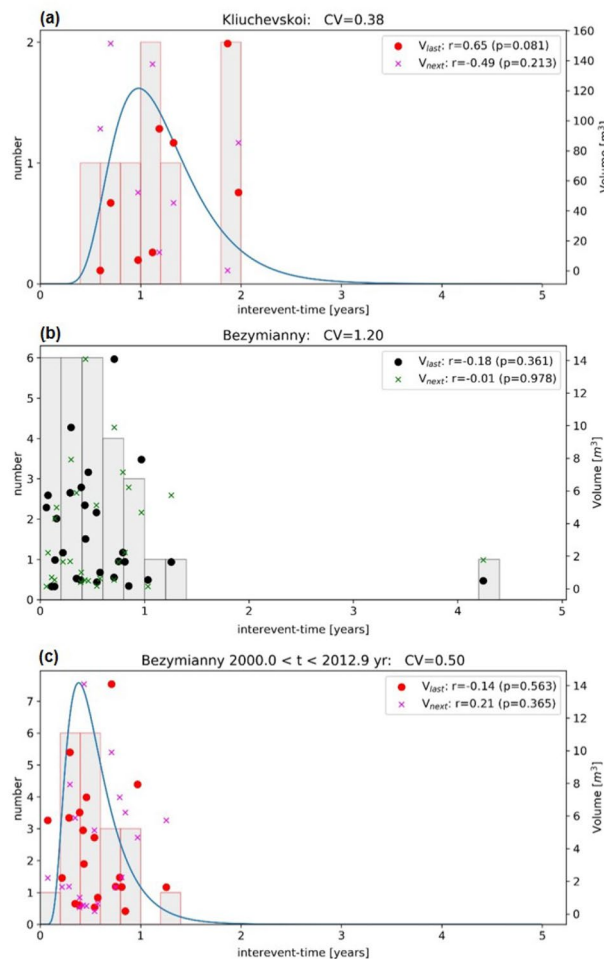 (a)
Kliuchevskoi: CV=0.38
V_last: r=0.65 (p=0.081)
V_next: r=-0.49 (p=0.213)
number
0
1
2
Volume [m³]
0
20
40
60
80
100
120
140
160
0 1 2 3 4 5
interevent-time [years]
(b)
Bezymianny: CV=1.20
V_last: r=-0.18 (p=0.361)
V_next: r=-0.01 (p=0.978)
number
0
1
2
3
4
5
6
Volume [m³]
0
2
4
6
8
10
12
14
0 1 2 3 4 5
interevent-time [years]
(c)
Bezymianny 2000.0 < t < 2012.9 yr: CV=0.50
V_last: r=-0.14 (p=0.563)
V_next: r=0.21 (p=0.365)
number
0
1
2
3
4
5
6
7
Volume [m³]
0
2
4
6
8
10
12
14
0 1 2 3 4 5
interevent-time [years]